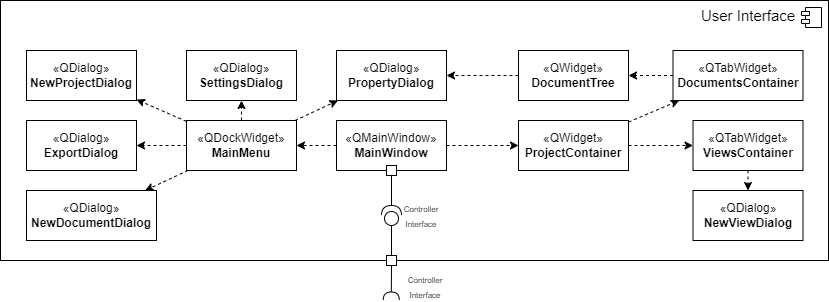 User Interface
«QDialog»
NewProjectDialog
«QDialog»
SettingsDialog
«QDialog»
PropertyDialog
«QWidget»
DocumentTree
«QTabWidget»
DocumentsContainer
«QDialog»
ExportDialog
«QDockWidget»
MainMenu
«QMainWindow»
MainWindow
«QWidget»
ProjectContainer
«QTabWidget»
ViewsContainer
«QDialog»
NewDocumentDialog
«QDialog»
NewViewDialog
Controller
Interface
Controller
Interface